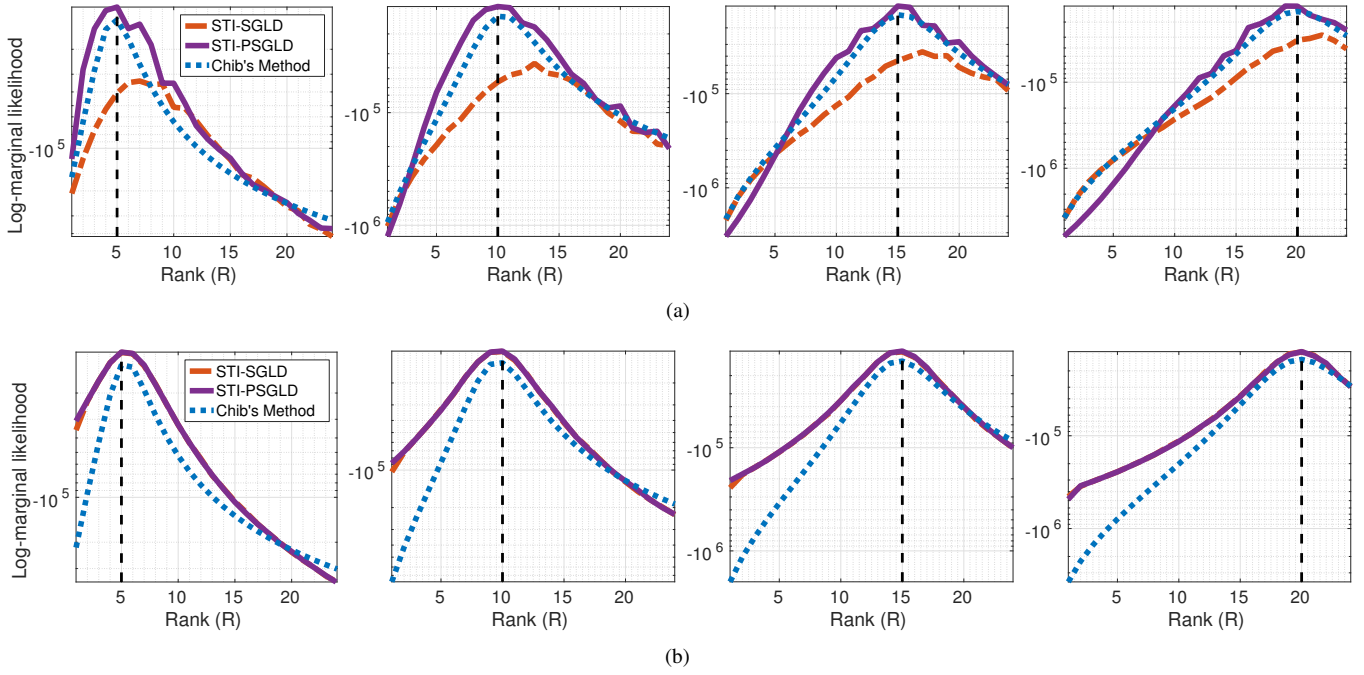 Log-marginal likelihood
STI-SGLD
STI-PSGLD
Chib's Method
-10^5
5 10 15 20
Rank (R)
-10^5
-10^6
5 10 15 20
Rank (R)
-10^5
-10^6
5 10 15 20
Rank (R)
-10^5
-10^6
5 10 15 20
Rank (R)
(a)
Log-marginal likelihood
STI-SGLD
STI-PSGLD
Chib's Method
-10^5
5 10 15 20
Rank (R)
-10^5
5 10 15 20
Rank (R)
-10^5
-10^6
5 10 15 20
Rank (R)
-10^5
-10^6
5 10 15 20
Rank (R)
(b)